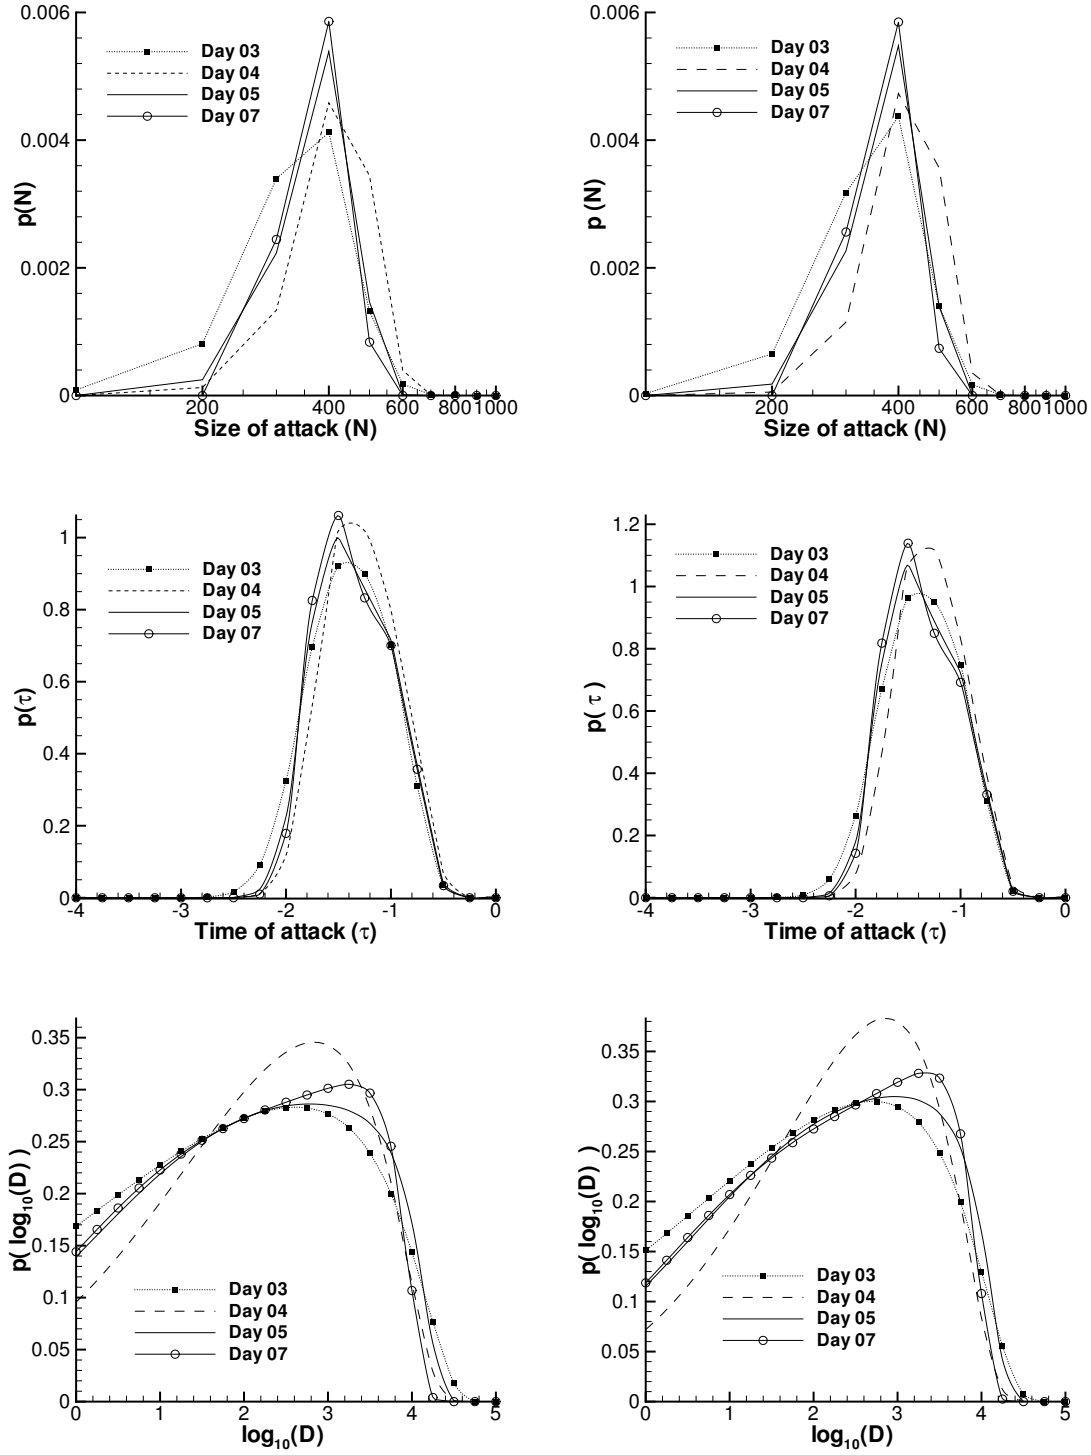 0.006
0.004
0.002
0
p(N)
Day 03
Day 04
Day 05
Day 07
200 400 600 800 1000
Size of attack (N)
0.006
0.004
0.002
0
p (N)
Day 03
Day 04
Day 05
Day 07
200 400 600 800 1000
Size of attack (N)
1
0.8
0.6
0.4
0.2
0
p(τ)
Day 03
Day 04
Day 05
Day 07
-4 -3 -2 -1 0
Time of attack (τ)
1.2
1
0.8
0.6
0.4
0.2
0
p( τ )
Day 03
Day 04
Day 05
Day 07
-4 -3 -2 -1 0
Time of attack (τ)
0.35
0.3
0.25
0.2
0.15
0.1
0.05
0
p( log10(D) )
Day 03
Day 04
Day 05
Day 07
0 1 2 3 4 5
log10(D)
0.35
0.3
0.25
0.2
0.15
0.1
0.05
0
p( log10(D) )
Day 03
Day 04
Day 05
Day 07
0 1 2 3 4 5
log10(D)